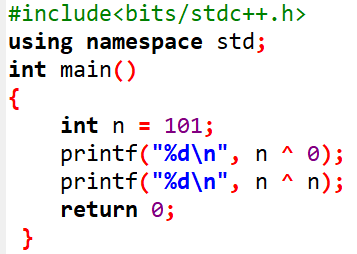 #include<bits/stdc++.h>
using namespace std;
int main()
{
    int n = 101;
    printf("%d\n", n ^ 0);
    printf("%d\n", n ^ n);
    return 0;
}